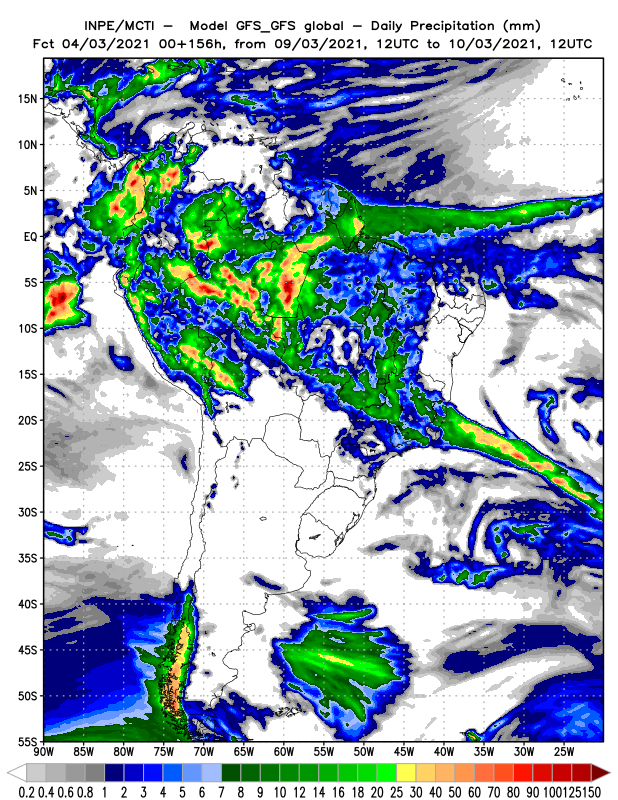 INPE/MCTI – Model GFS_GFS global – Daily Precipitation (mm)
Fct 04/03/2021 00+156h, from 09/03/2021, 12UTC to 10/03/2021, 12UTC
15N
10N
5N
EQ
5S
10S
15S
20S
25S
30S
35S
40S
45S
50S
55S
90W 85W 80W 75W 70W 65W 60W 55W 50W 45W 40W 35W 30W 25W
0.2 0.4 0.6 0.8 1 2 3 4 5 6 7 8 9 10 12 14 16 18 20 25 30 40 50 60 70 80 90 100 125 150